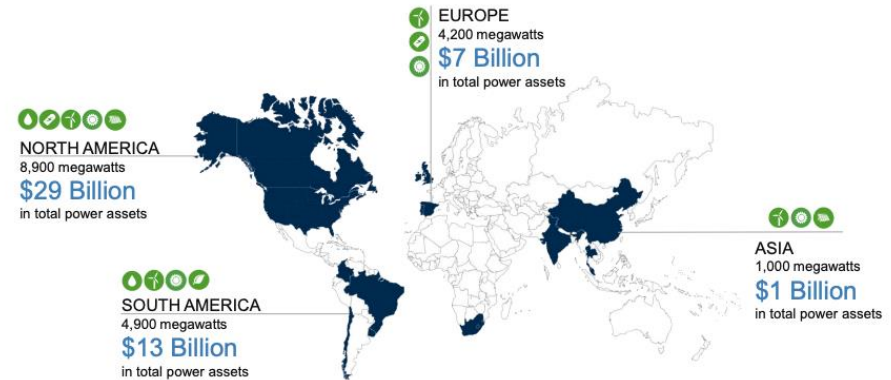 EUROPE
4,200 megawatts
$7 Billion
in total power assets
NORTH AMERICA
8,900 megawatts
$29 Billion
in total power assets
ASIA
1,000 megawatts
$1 Billion
in total power assets
SOUTH AMERICA
4,900 megawatts
$13 Billion
in total power assets